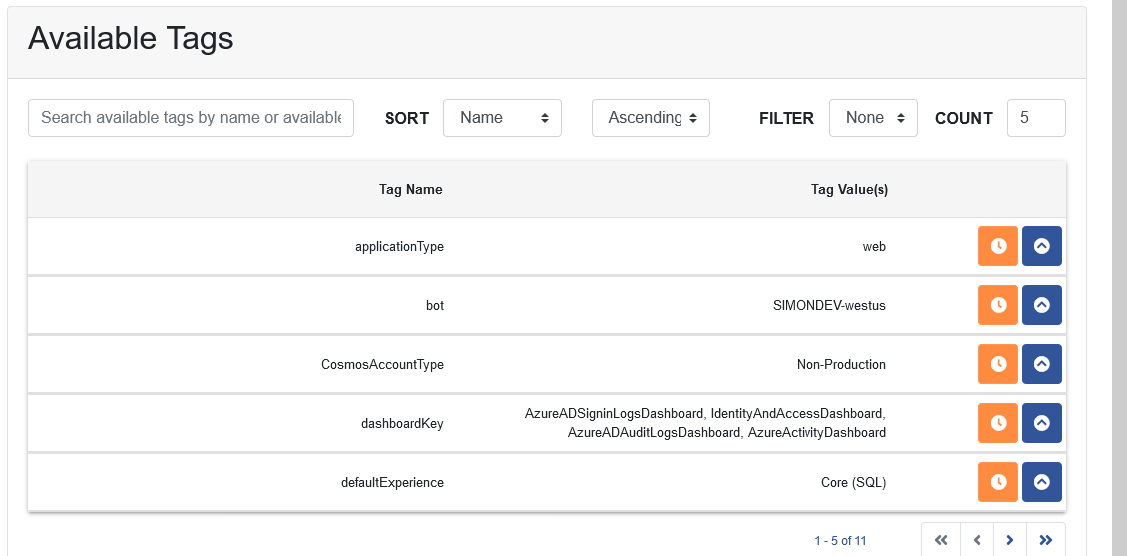 Available Tags
Search available tags by name or available
SORT Name Ascending FILTER None COUNT 5
Tag Name Tag Value(s)
applicationType web
bot SIMONDEV-westus
CosmosAccountType Non-Production
dashboardKey AzureADSigninLogsDashboard, IdentityAndAccessDashboard,
AzureADAuditLogsDashboard, AzureActivityDashboard
defaultExperience Core (SQL)
1 - 5 of 11